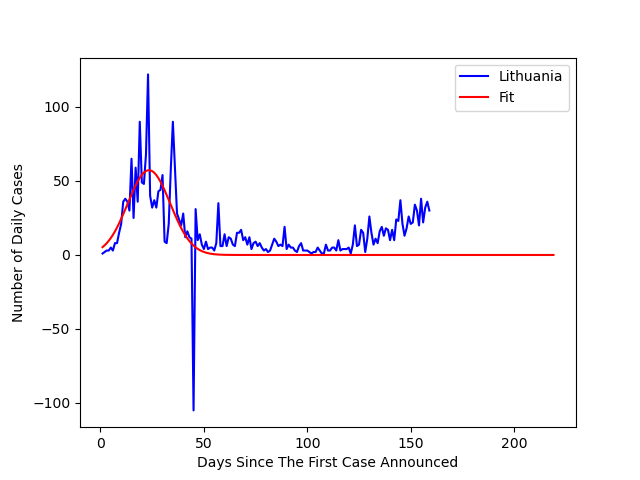 Lithuania
Fit
100
50
0
−50
−100
Number of Daily Cases
0 50 100 150 200
Days Since The First Case Announced